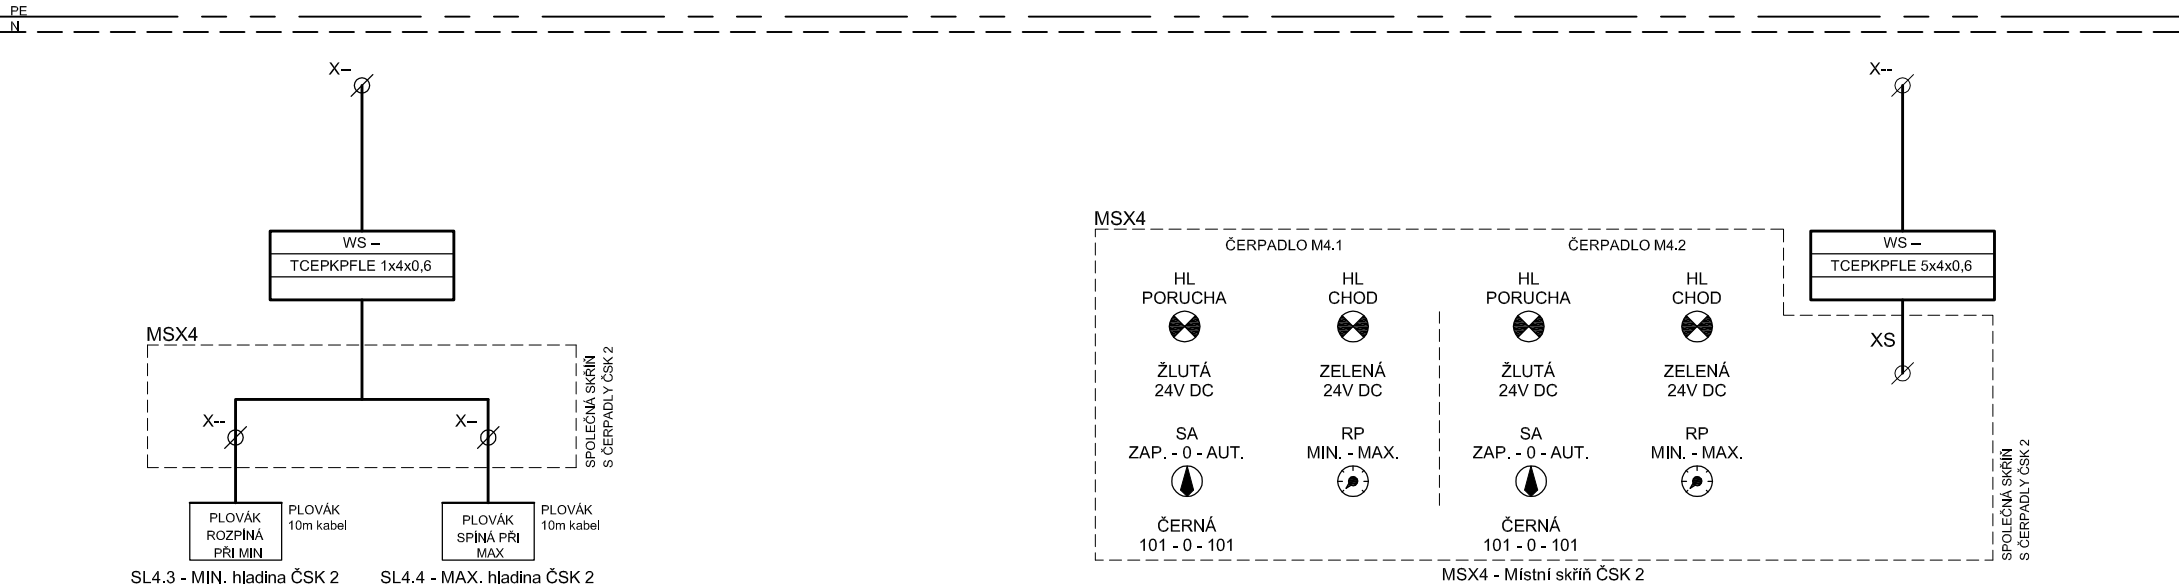 PE
N
X–
WS –
TCEPKPFLE 1x4x0,6
MSX4
X--
X–
SPOLEČNÁ SKŘÍŇ
S ČERPADLY ČSK 2
PLOVÁK
ROZPÍNÁ
PŘI MIN
PLOVÁK
10m kabel
PLOVÁK
SPÍNÁ PŘI
MAX
PLOVÁK
10m kabel
SL4.3 - MIN. hladina ČSK 2
SL4.4 - MAX. hladina ČSK 2
MSX4
ČERPADLO M4.1
HL
PORUCHA
ŽLUTÁ
24V DC
HL
CHOD
ZELENÁ
24V DC
SA
ZAP. - 0 - AUT.
ČERNÁ
101 - 0 - 101
RP
MIN. - MAX.
ČERPADLO M4.2
HL
PORUCHA
ŽLUTÁ
24V DC
HL
CHOD
ZELENÁ
24V DC
SA
ZAP. - 0 - AUT.
ČERNÁ
101 - 0 - 101
RP
MIN. - MAX.
X--
WS –
TCEPKPFLE 5x4x0,6
XS
SPOLEČNÁ SKŘÍŇ
S ČERPADLY ČSK 2
MSX4 - Místní skříň ČSK 2